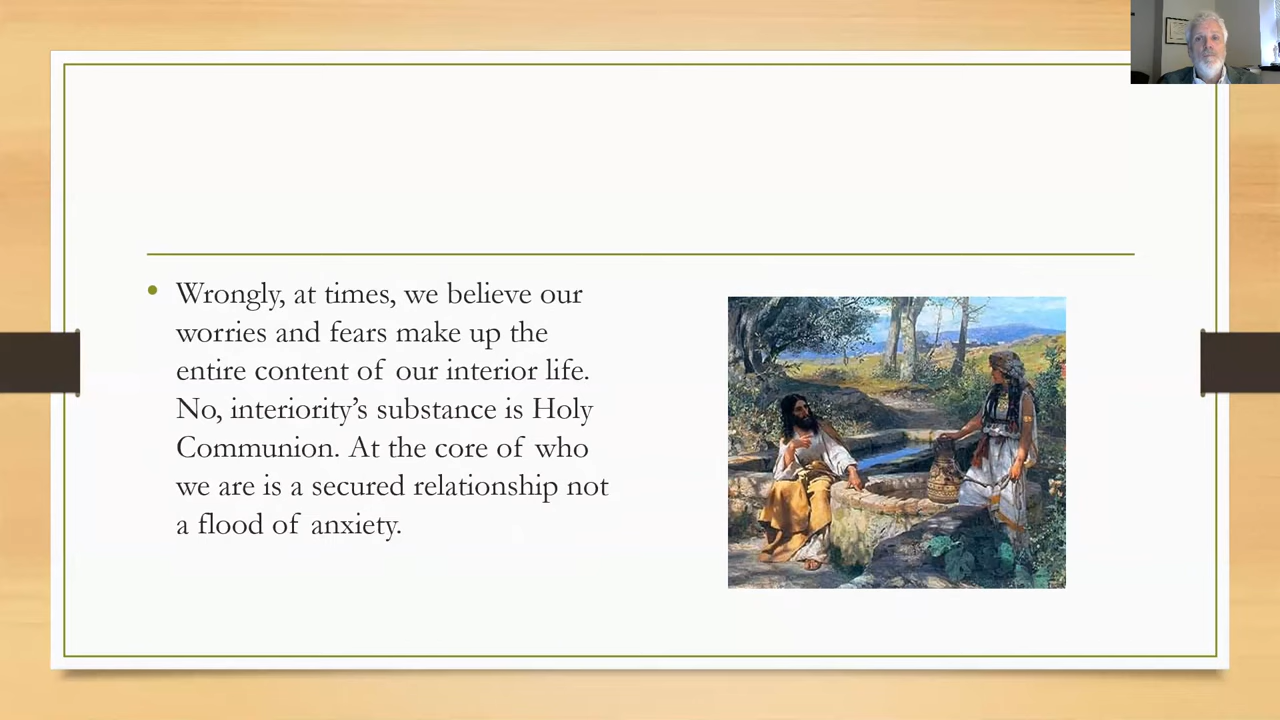 Wrongly, at times, we believe our
worries and fears make up the
entire content of our interior life.
No, interiority’s substance is Holy
Communion. At the core of who
we are is a secured relationship not
a flood of anxiety.